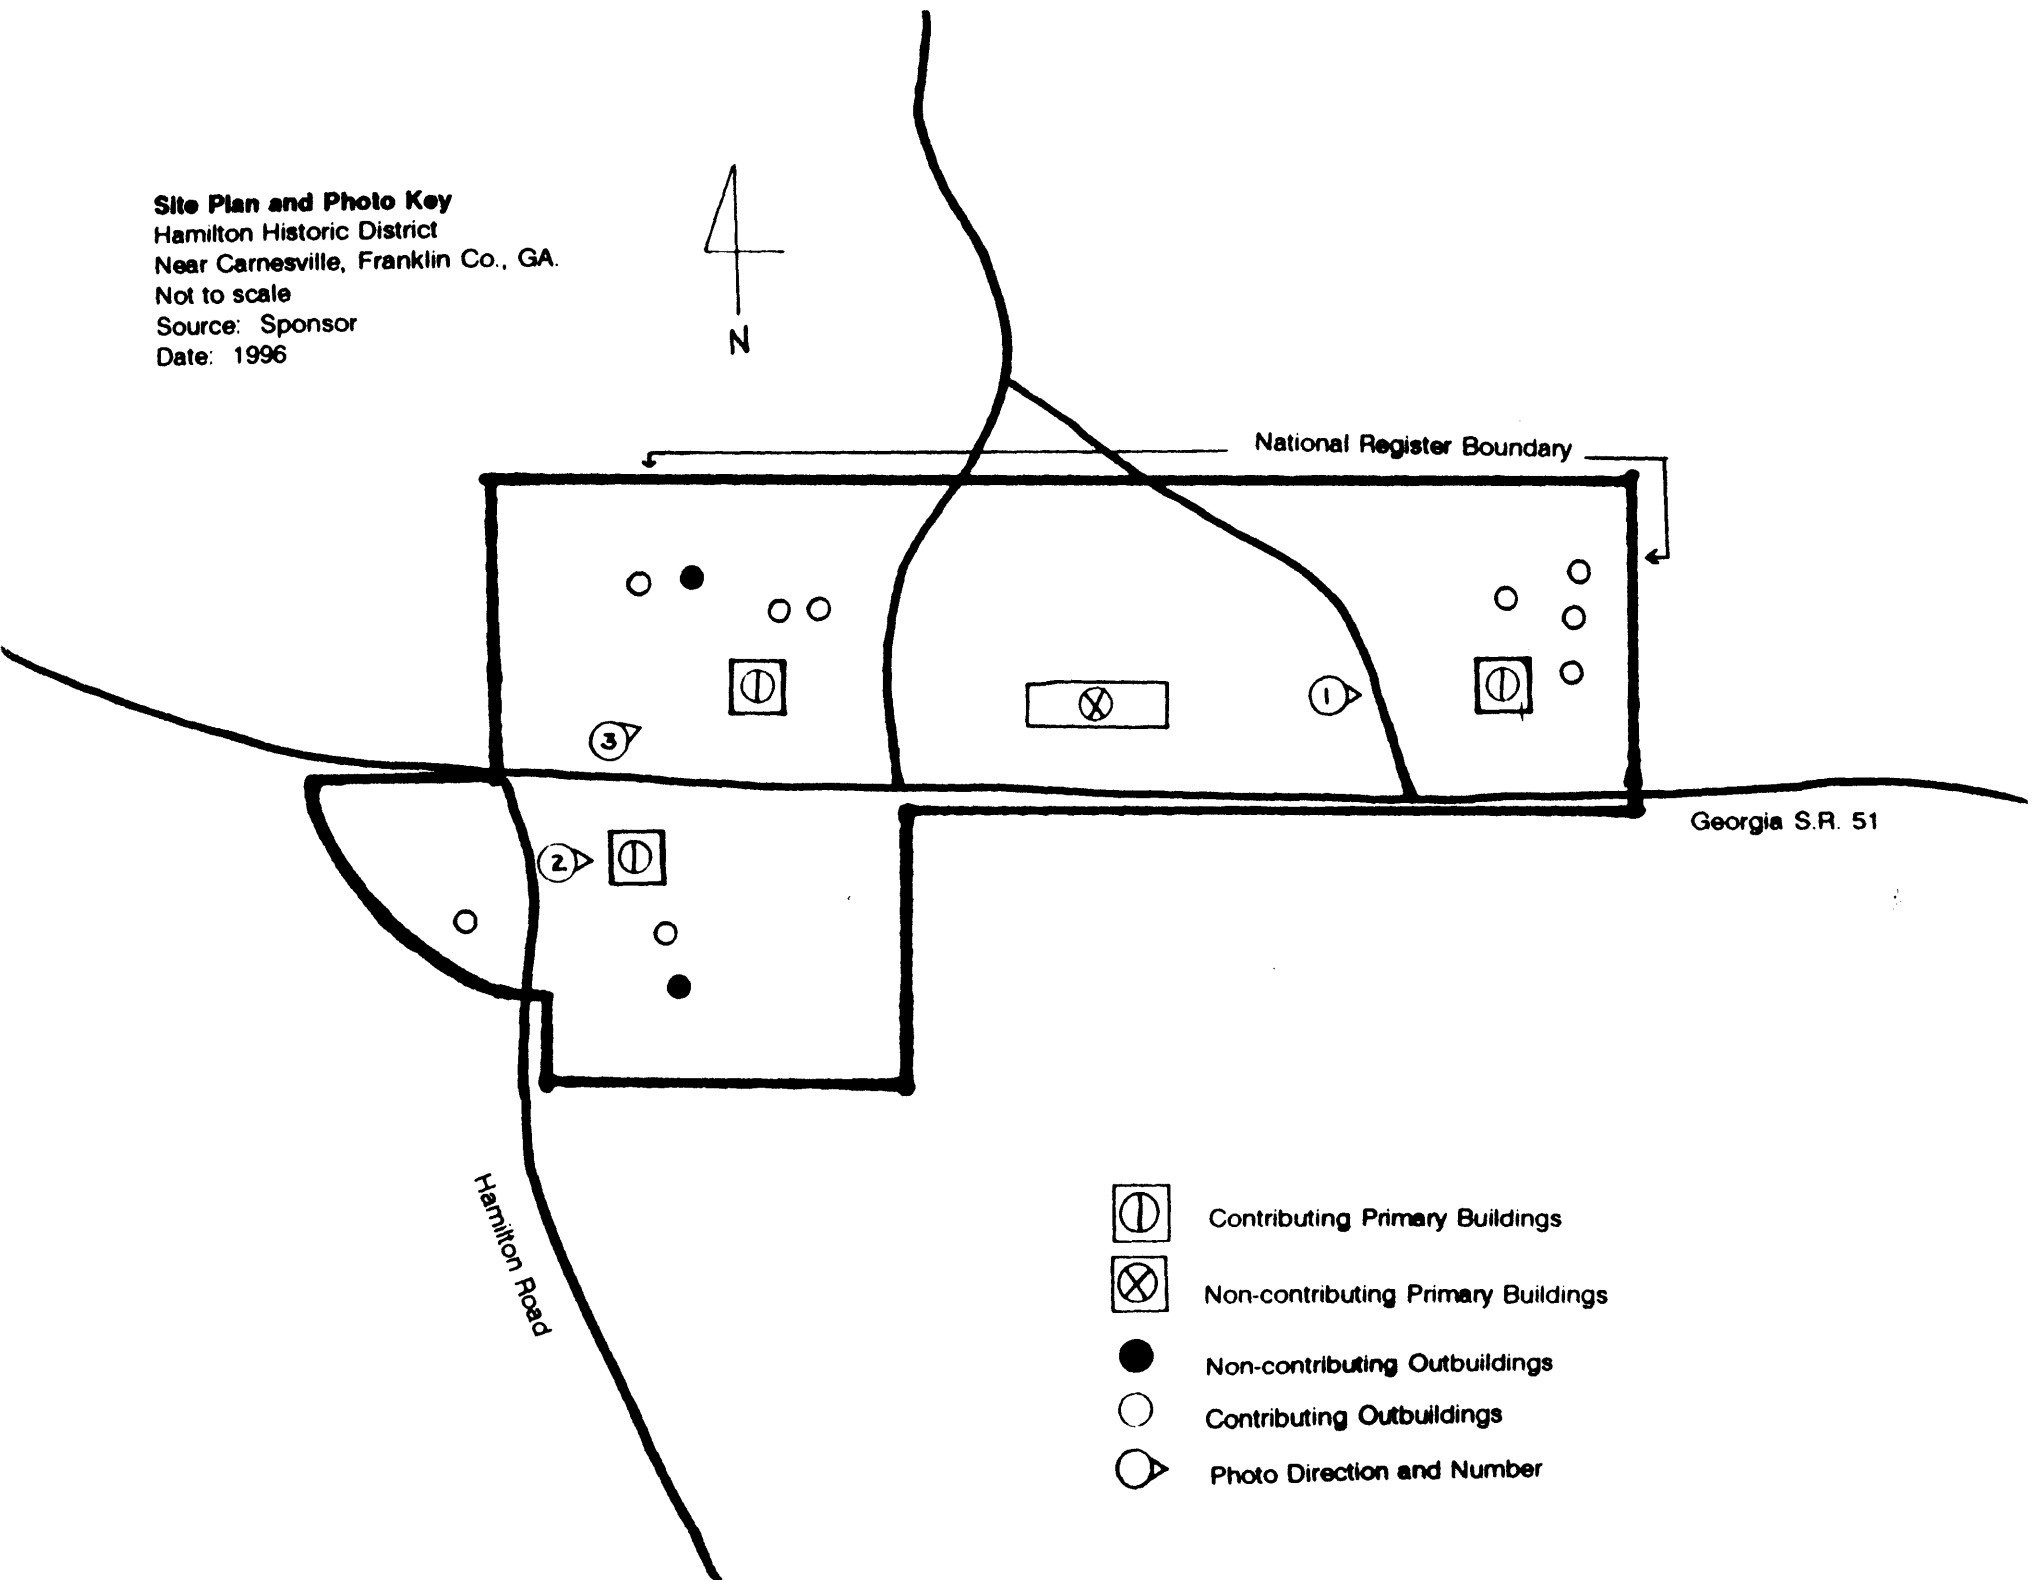 Site Plan and Photo Key
Hamilton Historic District
Near Carnesville, Franklin Co., GA.
Not to scale
Source: Sponsor
Date: 1996
N
National Register Boundary
1
3
2
Georgia S.R. 51
Hamilton Road
Contributing Primary Buildings
Non-contributing Primary Buildings
Non-contributing Outbuildings
Contributing Outbuildings
Photo Direction and Number